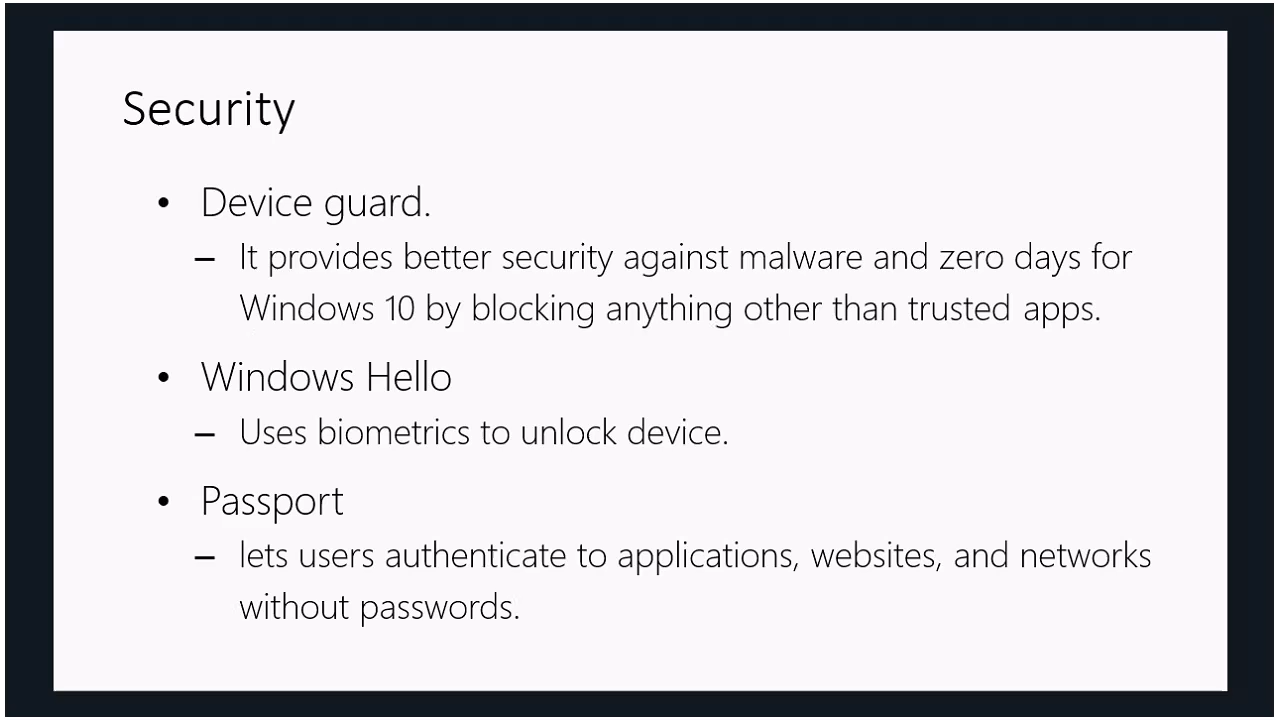 Security
• Device guard.
– It provides better security against malware and zero days for
Windows 10 by blocking anything other than trusted apps.
• Windows Hello
– Uses biometrics to unlock device.
• Passport
– lets users authenticate to applications, websites, and networks
without passwords.